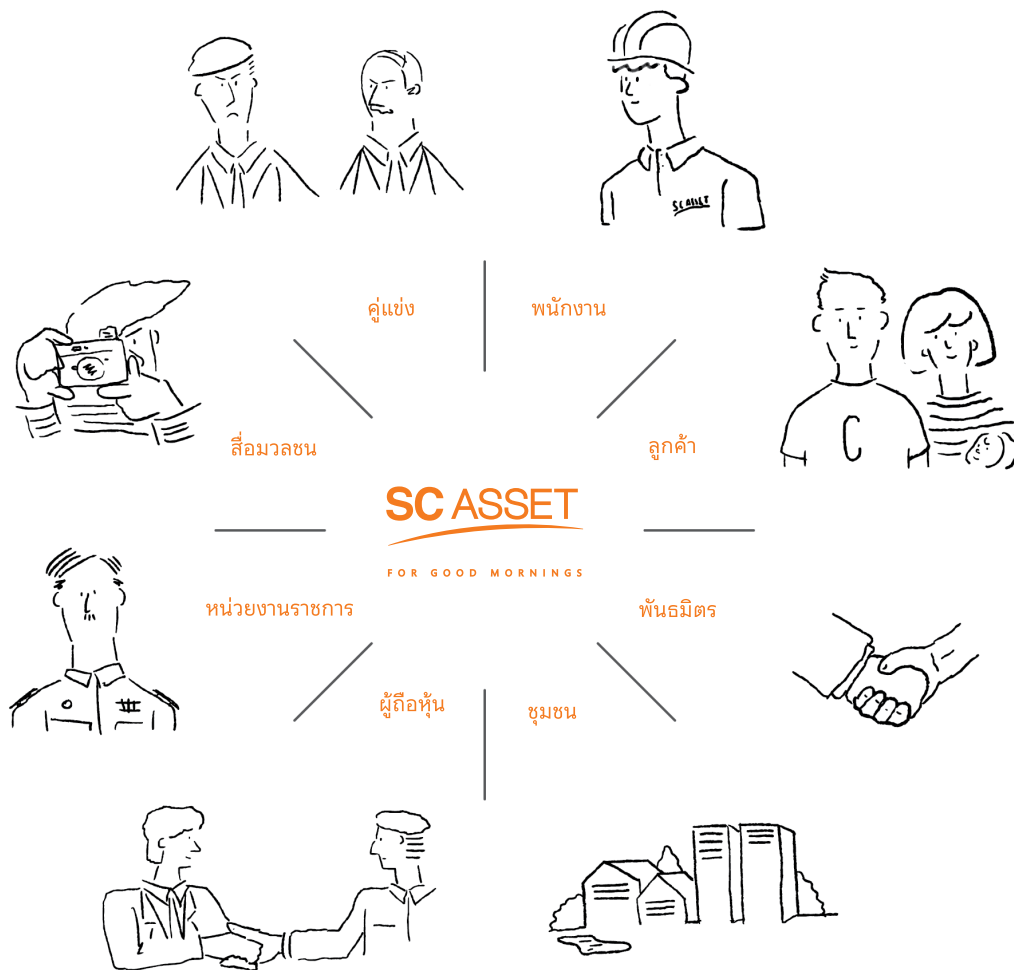 SC ASSET
คู่แข่ง
พนักงาน
C
สื่อมวลชน
ลูกค้า
SC ASSET
FOR GOOD MORNINGS
หน่วยงานราชการ
พันธมิตร
ผู้ถือหุ้น
ชุมชน